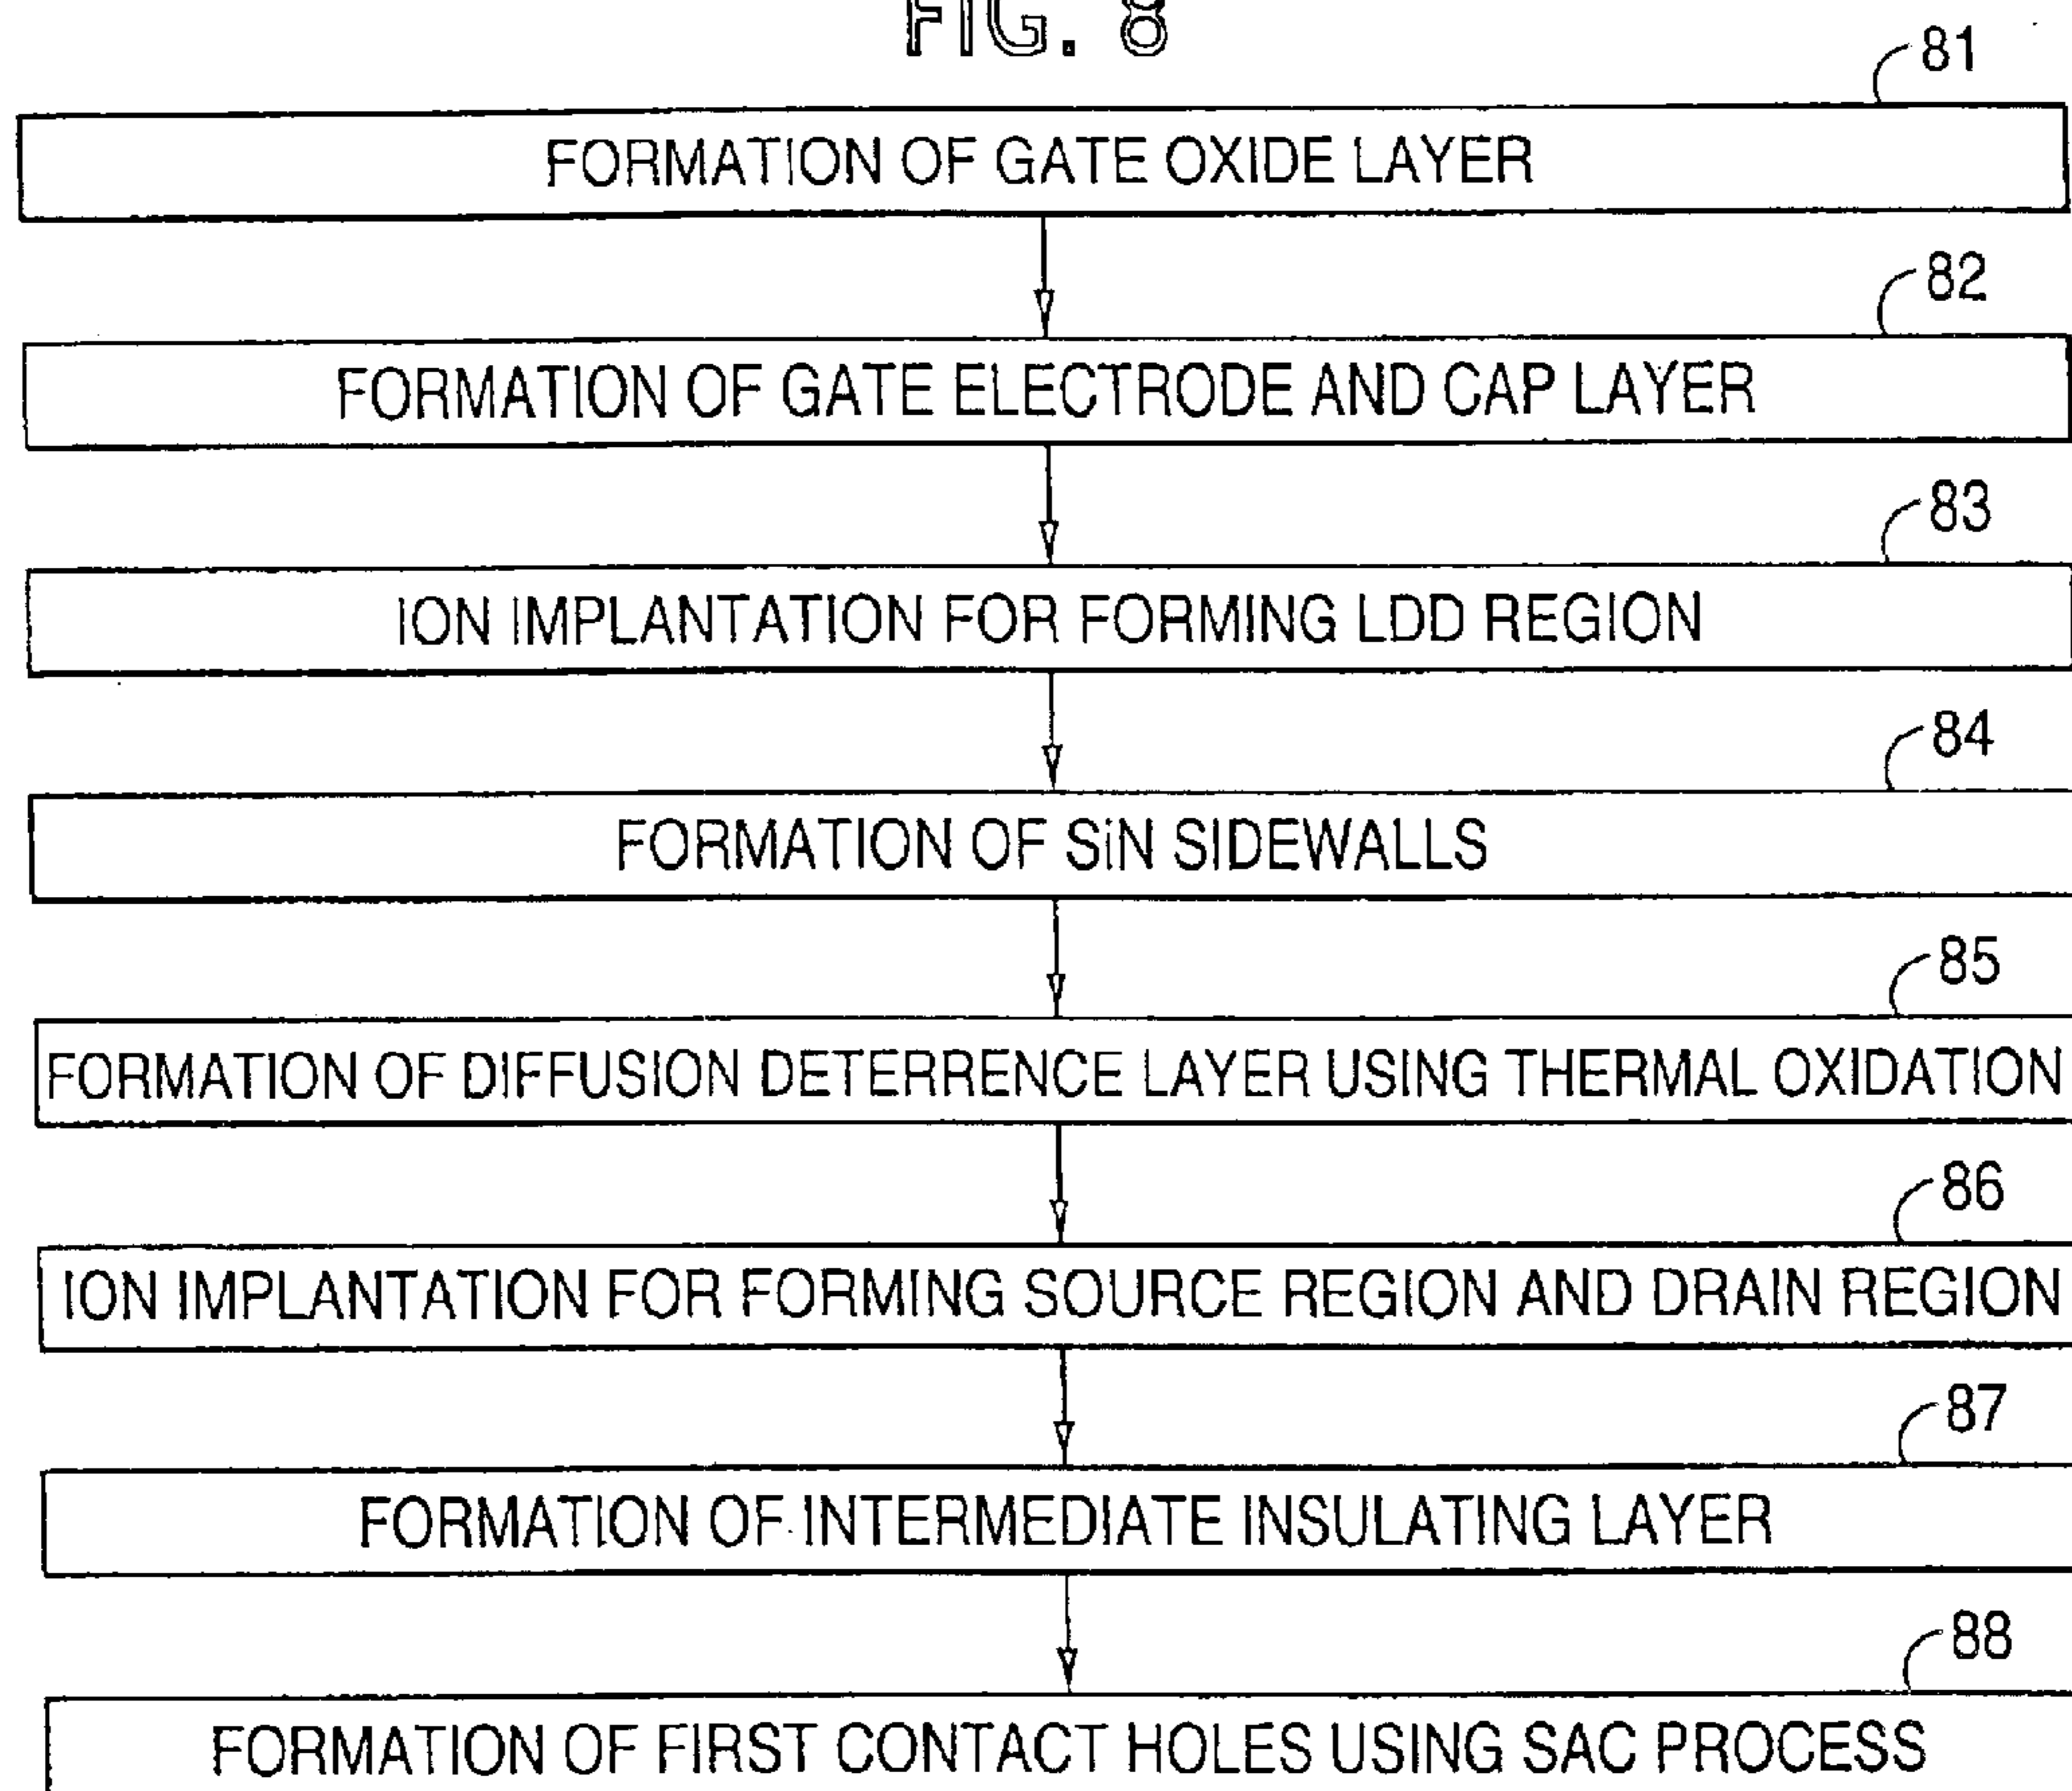 FIG. 8
81
FORMATION OF GATE OXIDE LAYER
82
FORMATION OF GATE ELECTRODE AND CAP LAYER
83
ION IMPLANTATION FOR FORMING LDD REGION
84
FORMATION OF SiN SIDEWALLS
85
FORMATION OF DIFFUSION DETERRENCE LAYER USING THERMAL OXIDATION
86
ION IMPLANTATION FOR FORMING SOURCE REGION AND DRAIN REGION
87
FORMATION OF INTERMEDIATE INSULATING LAYER
88
FORMATION OF FIRST CONTACT HOLES USING SAC PROCESS